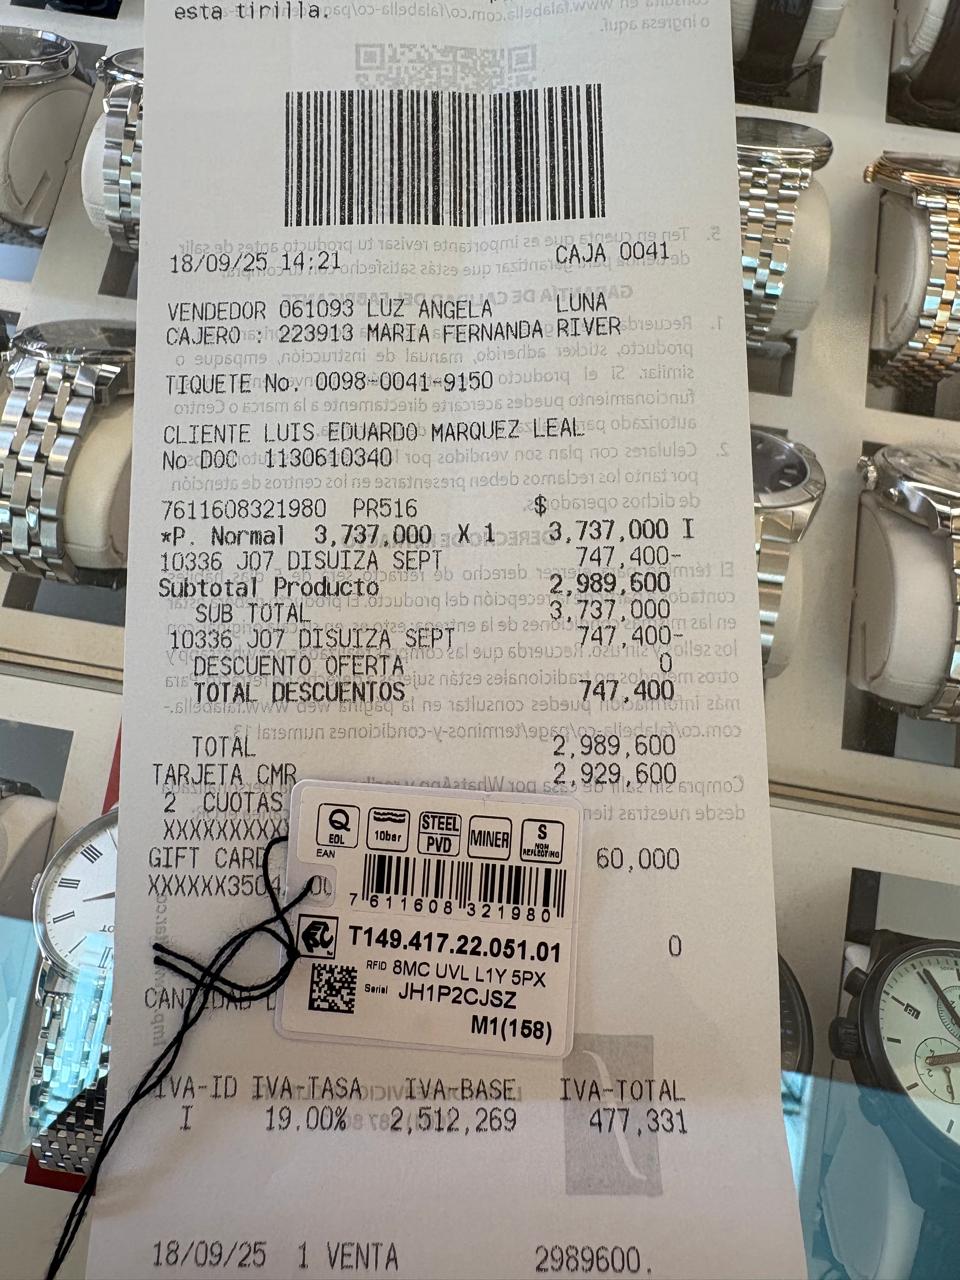 esta tirilla.
18/09/25 14:21 CAJA 0041
VENDEDOR 061093 LUZ ANGELA LUNA
CAJERO : 223913 MARIA FERNANDA RIVER
TIQUETE No. 0098-0041-9150
CLIENTE LUIS EDUARDO MARQUEZ LEAL
No DOC 1130610340
7611608321980 PR516 $
*P. Normal 3,737,000 X 1 3,737,000 I
10336 J07 DISUIZA SEPT 747,400-
Subtotal Producto 2,989,600
SUB TOTAL 3,737,000
10336 J07 DISUIZA SEPT 747,400-
DESCUENTO OFERTA 0
TOTAL DESCUENTOS 747,400
TOTAL 2,989,600
TARJETA CMR 2,929,600
2 CUOTAS
XXXXXXXXXX
GIFT CARD 60,000
XXXXXX3504
0
Q EOL 10bar STEEL PVD MINER S NON REFLECTING
EAN
7 611608 321980
T149.417.22.051.01
RFID 8MC UVL L1Y 5PX
Serial JH1P2CJSZ
M1(158)
IVA-ID IVA-TASA IVA-BASE IVA-TOTAL
I 19.00% 2,512,269 477,331
18/09/25 1 VENTA 2989600.